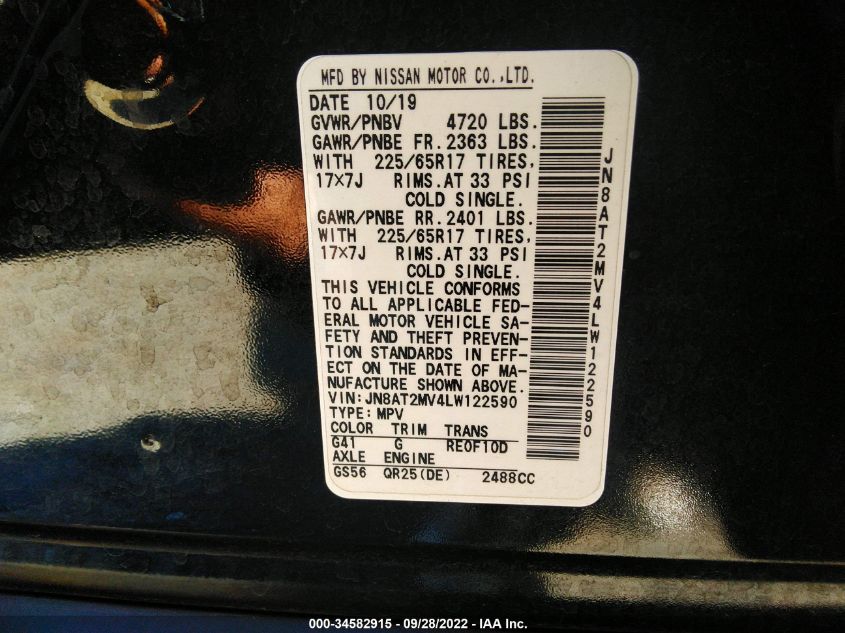 MFD BY NISSAN MOTOR CO.,LTD.
DATE 10/19
GVWR/PNBV 4720 LBS.
GAWR/PNBE FR. 2363 LBS.
WITH 225/65R17 TIRES,
17×7J RIMS.AT 33 PSI
COLD SINGLE.
GAWR/PNBE RR. 2401 LBS.
WITH 225/65R17 TIRES,
17×7J RIMS.AT 33 PSI
COLD SINGLE.
THIS VEHICLE CONFORMS
TO ALL APPLICABLE FED-
ERAL MOTOR VEHICLE SA-
FETY AND THEFT PREVEN-
TION STANDARDS IN EFF-
ECT ON THE DATE OF MA-
NUFACTURE SHOWN ABOVE.
VIN: JN8AT2MV4LW122590
TYPE: MPV
COLOR TRIM TRANS
G41 G RE0F10D
AXLE ENGINE
GS56 QR25(DE) 2488CC
JN8AT2MV4LW122590
000-34582915 - 09/28/2022 - IAA Inc.